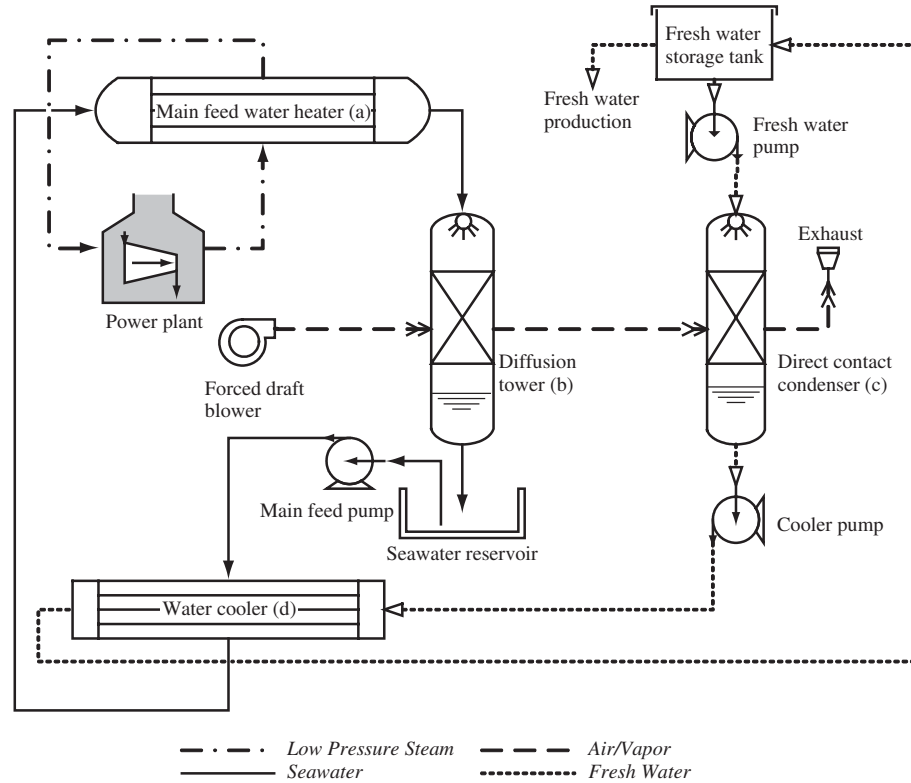 Fresh water
storage tank
Main feed water heater (a)
Fresh water
production
Fresh water
pump
Exhaust
Power plant
Forced draft
blower
Diffusion
tower (b)
Direct contact
condenser (c)
Main feed pump
Seawater reservoir
Cooler pump
Water cooler (d)
Low Pressure Steam
Air/Vapor
Seawater
Fresh Water